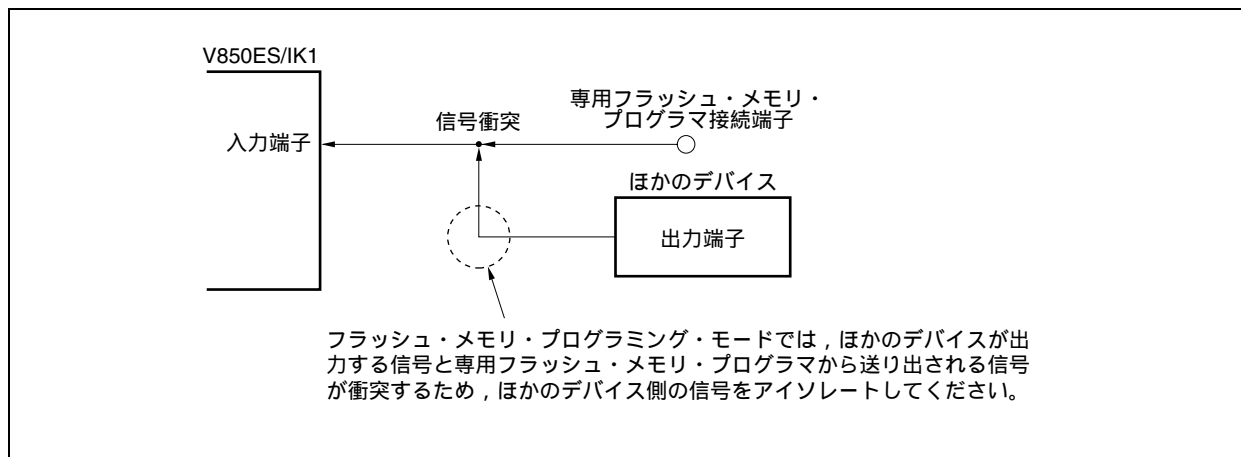 V850ES/IK1
入力端子
信号衝突
専用フラッシュ・メモリ・
プログラマ接続端子
ほかのデバイス
出力端子
フラッシュ・メモリ・プログラミング・モードでは，ほかのデバイスが出
力する信号と専用フラッシュ・メモリ・プログラマから送り出される信号
が衝突するため，ほかのデバイス側の信号をアイソレートしてください。